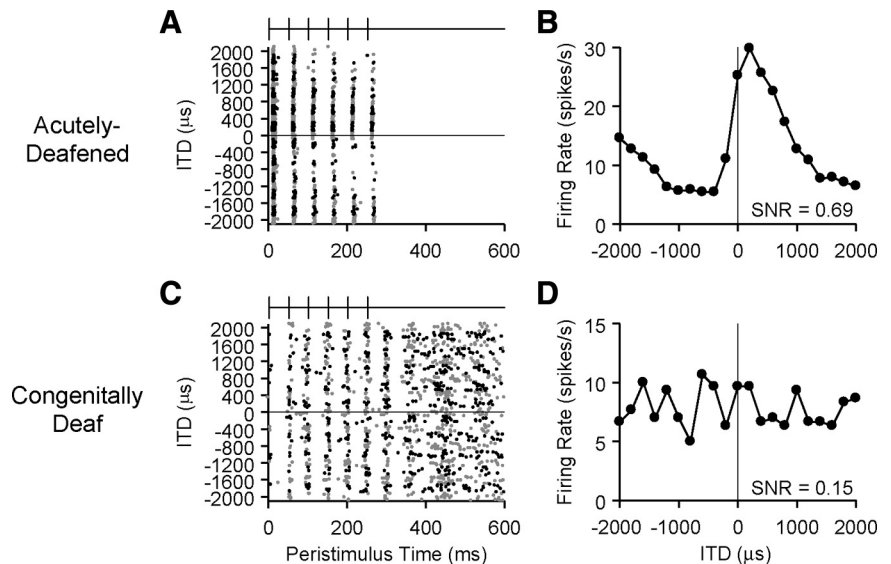 A
B
Acutely-
Deafened
ITD (μs)
2000
1600
1200
800
400
0
-400
-800
-1200
-1600
-2000
0 200 400 600
Firing Rate (spikes/s)
30
20
10
0
SNR = 0.69
-2000 -1000 0 1000 2000
C
D
Congenitally
Deaf
ITD (μs)
2000
1600
1200
800
400
0
-400
-800
-1200
-1600
-2000
0 200 400 600
Peristimulus Time (ms)
Firing Rate (spikes/s)
15
10
5
0
SNR = 0.15
-2000 -1000 0 1000 2000
ITD (μs)